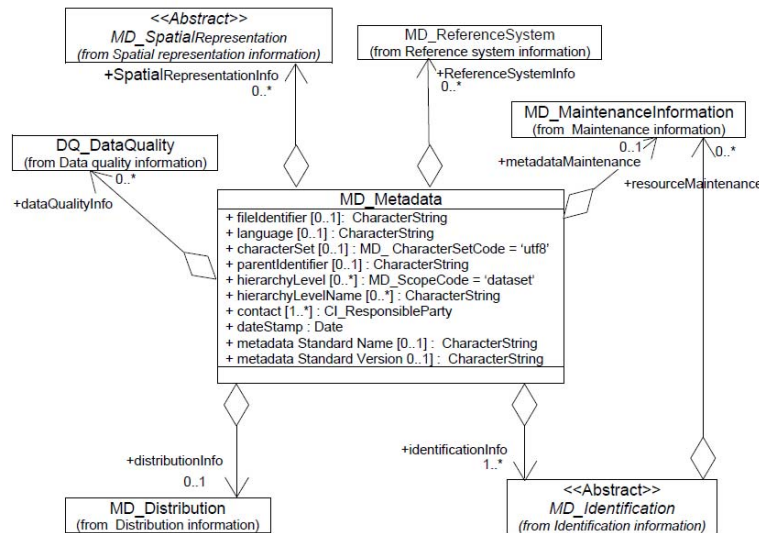 <<Abstract>>
MD_SpatialRepresentation
(from Spatial representation information)
MD_ReferenceSystem
(from Reference system information)
+SpatialRepresentationInfo
0..*
+ReferenceSystemInfo
0..*
MD_MaintenanceInformation
(from Maintenance information)
0..1
0..*
+metadataMaintenance
+resourceMaintenance
DQ_DataQuality
(from Data quality information)
0..*
+dataQualityInfo
MD_Metadata
+ fileIdentifier [0..1]: CharacterString
+ language [0..1] : CharacterString
+ characterSet [0..1] : MD_ CharacterSetCode = ‘utf8’
+ parentIdentifier [0..1] : CharacterString
+ hierarchyLevel [0..*] : MD_ScopeCode = ‘dataset‘
+ hierarchyLevelName [0..*] : CharacterString
+ contact [1..*] : CI_ResponsibleParty
+ dateStamp : Date
+ metadata Standard Name [0..1] : CharacterString
+ metadata Standard Version 0..1] : CharacterString
+distributionInfo
0..1
+identificationInfo
1..*
MD_Distribution
(from Distribution information)
<<Abstract>>
MD_Identification
(from Identification information)